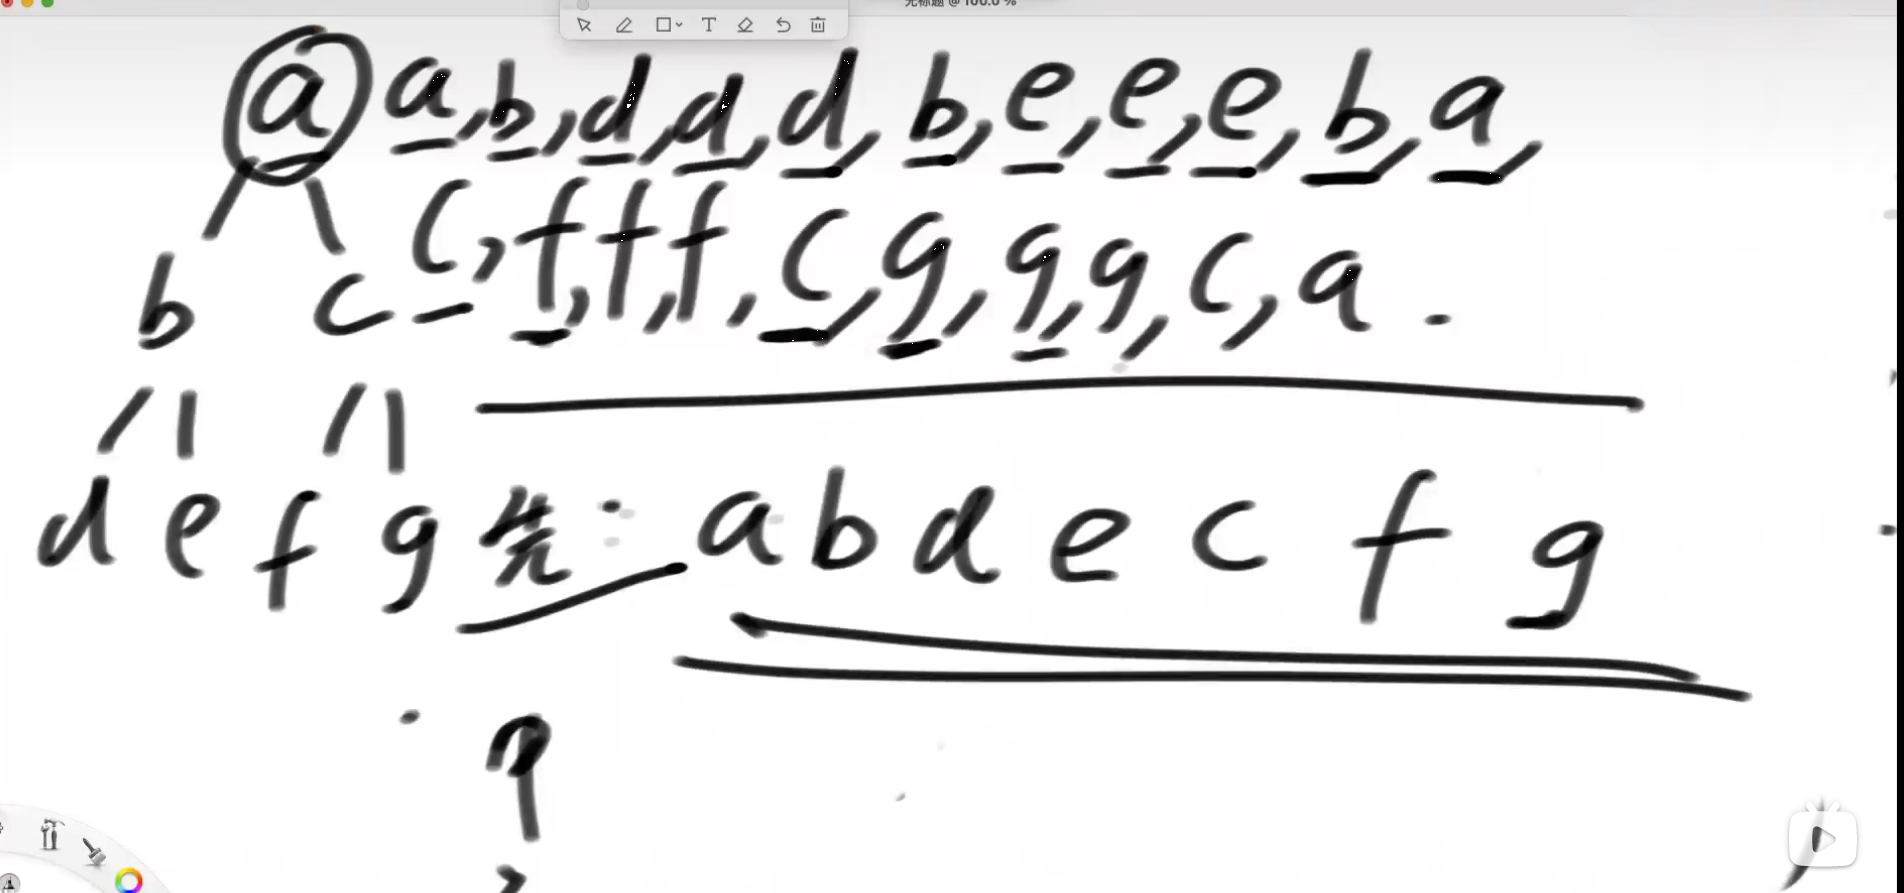 无标题 @ 100.0 %
T
a a,b,d,d,d,b,e,e,e,b,a,
c,f,f,f,c,g,g,g,c,a.
b c
d e f g 先: a b d e c f g